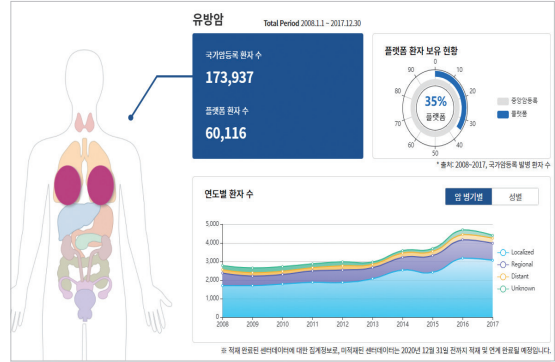 유방암 Total Period 2008.1.1 ~ 2017.12.30
국가암등록 환자 수
173,937
플랫폼 환자 수
60,116
플랫폼 환자 보유 현황
0
10
20
30
40
50
60
70
80
90
35%
플랫폼
중앙암등록
플랫폼
* 출처: 2008~2017, 국가암등록 발병 환자 수
연도별 환자 수
암 병기별 성별
5,000
4,000
3,000
2,000
1,000
0
2008 2009 2010 2011 2012 2013 2014 2015 2016 2017
Localized
Regional
Distant
Unknown
※ 적재 완료된 센터데이터에 대한 집계정보로, 미적재된 센터데이터는 2020년 12월 31일 전까지 적재 및 연계 완료될 예정입니다.